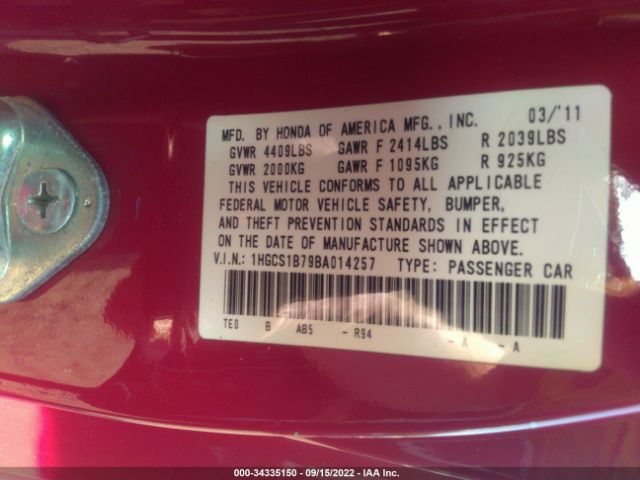 03/'11
MFD. BY HONDA OF AMERICA MFG., INC.
GVWR 4409LBS GAWR F 2414LBS R 2039LBS
GVWR 2000KG GAWR F 1095KG R 925KG
THIS VEHICLE CONFORMS TO ALL APPLICABLE
FEDERAL MOTOR VEHICLE SAFETY, BUMPER,
AND THEFT PREVENTION STANDARDS IN EFFECT
ON THE DATE OF MANUFACTURE SHOWN ABOVE.
V.I.N.: 1HGCS1B79BA014257 TYPE: PASSENGER CAR
TE0 B AB5 - R94 - A - A
000-34335150 - 09/15/2022 - IAA Inc.